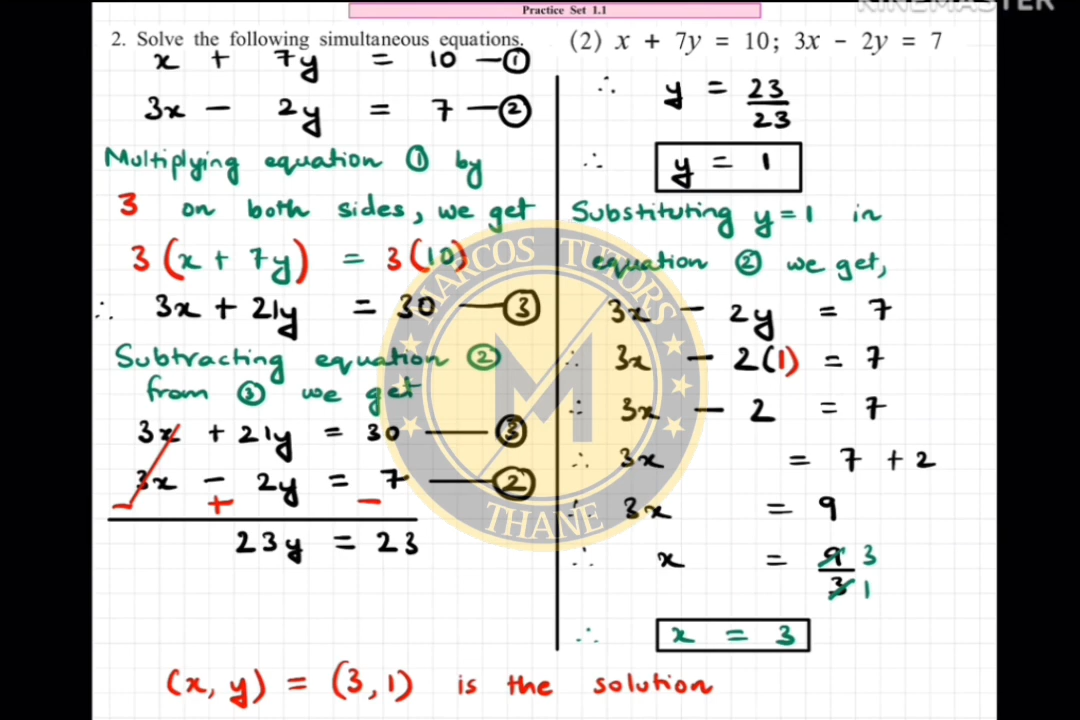 KINEMASTER
Practice Set 1.1
2. Solve the following simultaneous equations. (2) x + 7y = 10; 3x - 2y = 7
x + 7y = 10 — ①
3x - 2y = 7 — ②
Multiplying equation ① by
3 on both sides, we get
3 (x + 7y) = 3 (10)
∴ 3x + 21y = 30 — ③
Subtracting equation ②
from ③ we get
3x + 21y = 30 — ③
3x - 2y = 7 — ②
- + -
23y = 23
∴ y = 23/23
∴ y = 1
Substituting y = 1 in
equation ② we get,
3x - 2y = 7
∴ 3x - 2(1) = 7
∴ 3x - 2 = 7
∴ 3x = 7 + 2
∴ 3x = 9
∴ x = 9/3 3/1
∴ x = 3
(x, y) = (3, 1) is the solution
MARCOS TUTORS
M
THANE